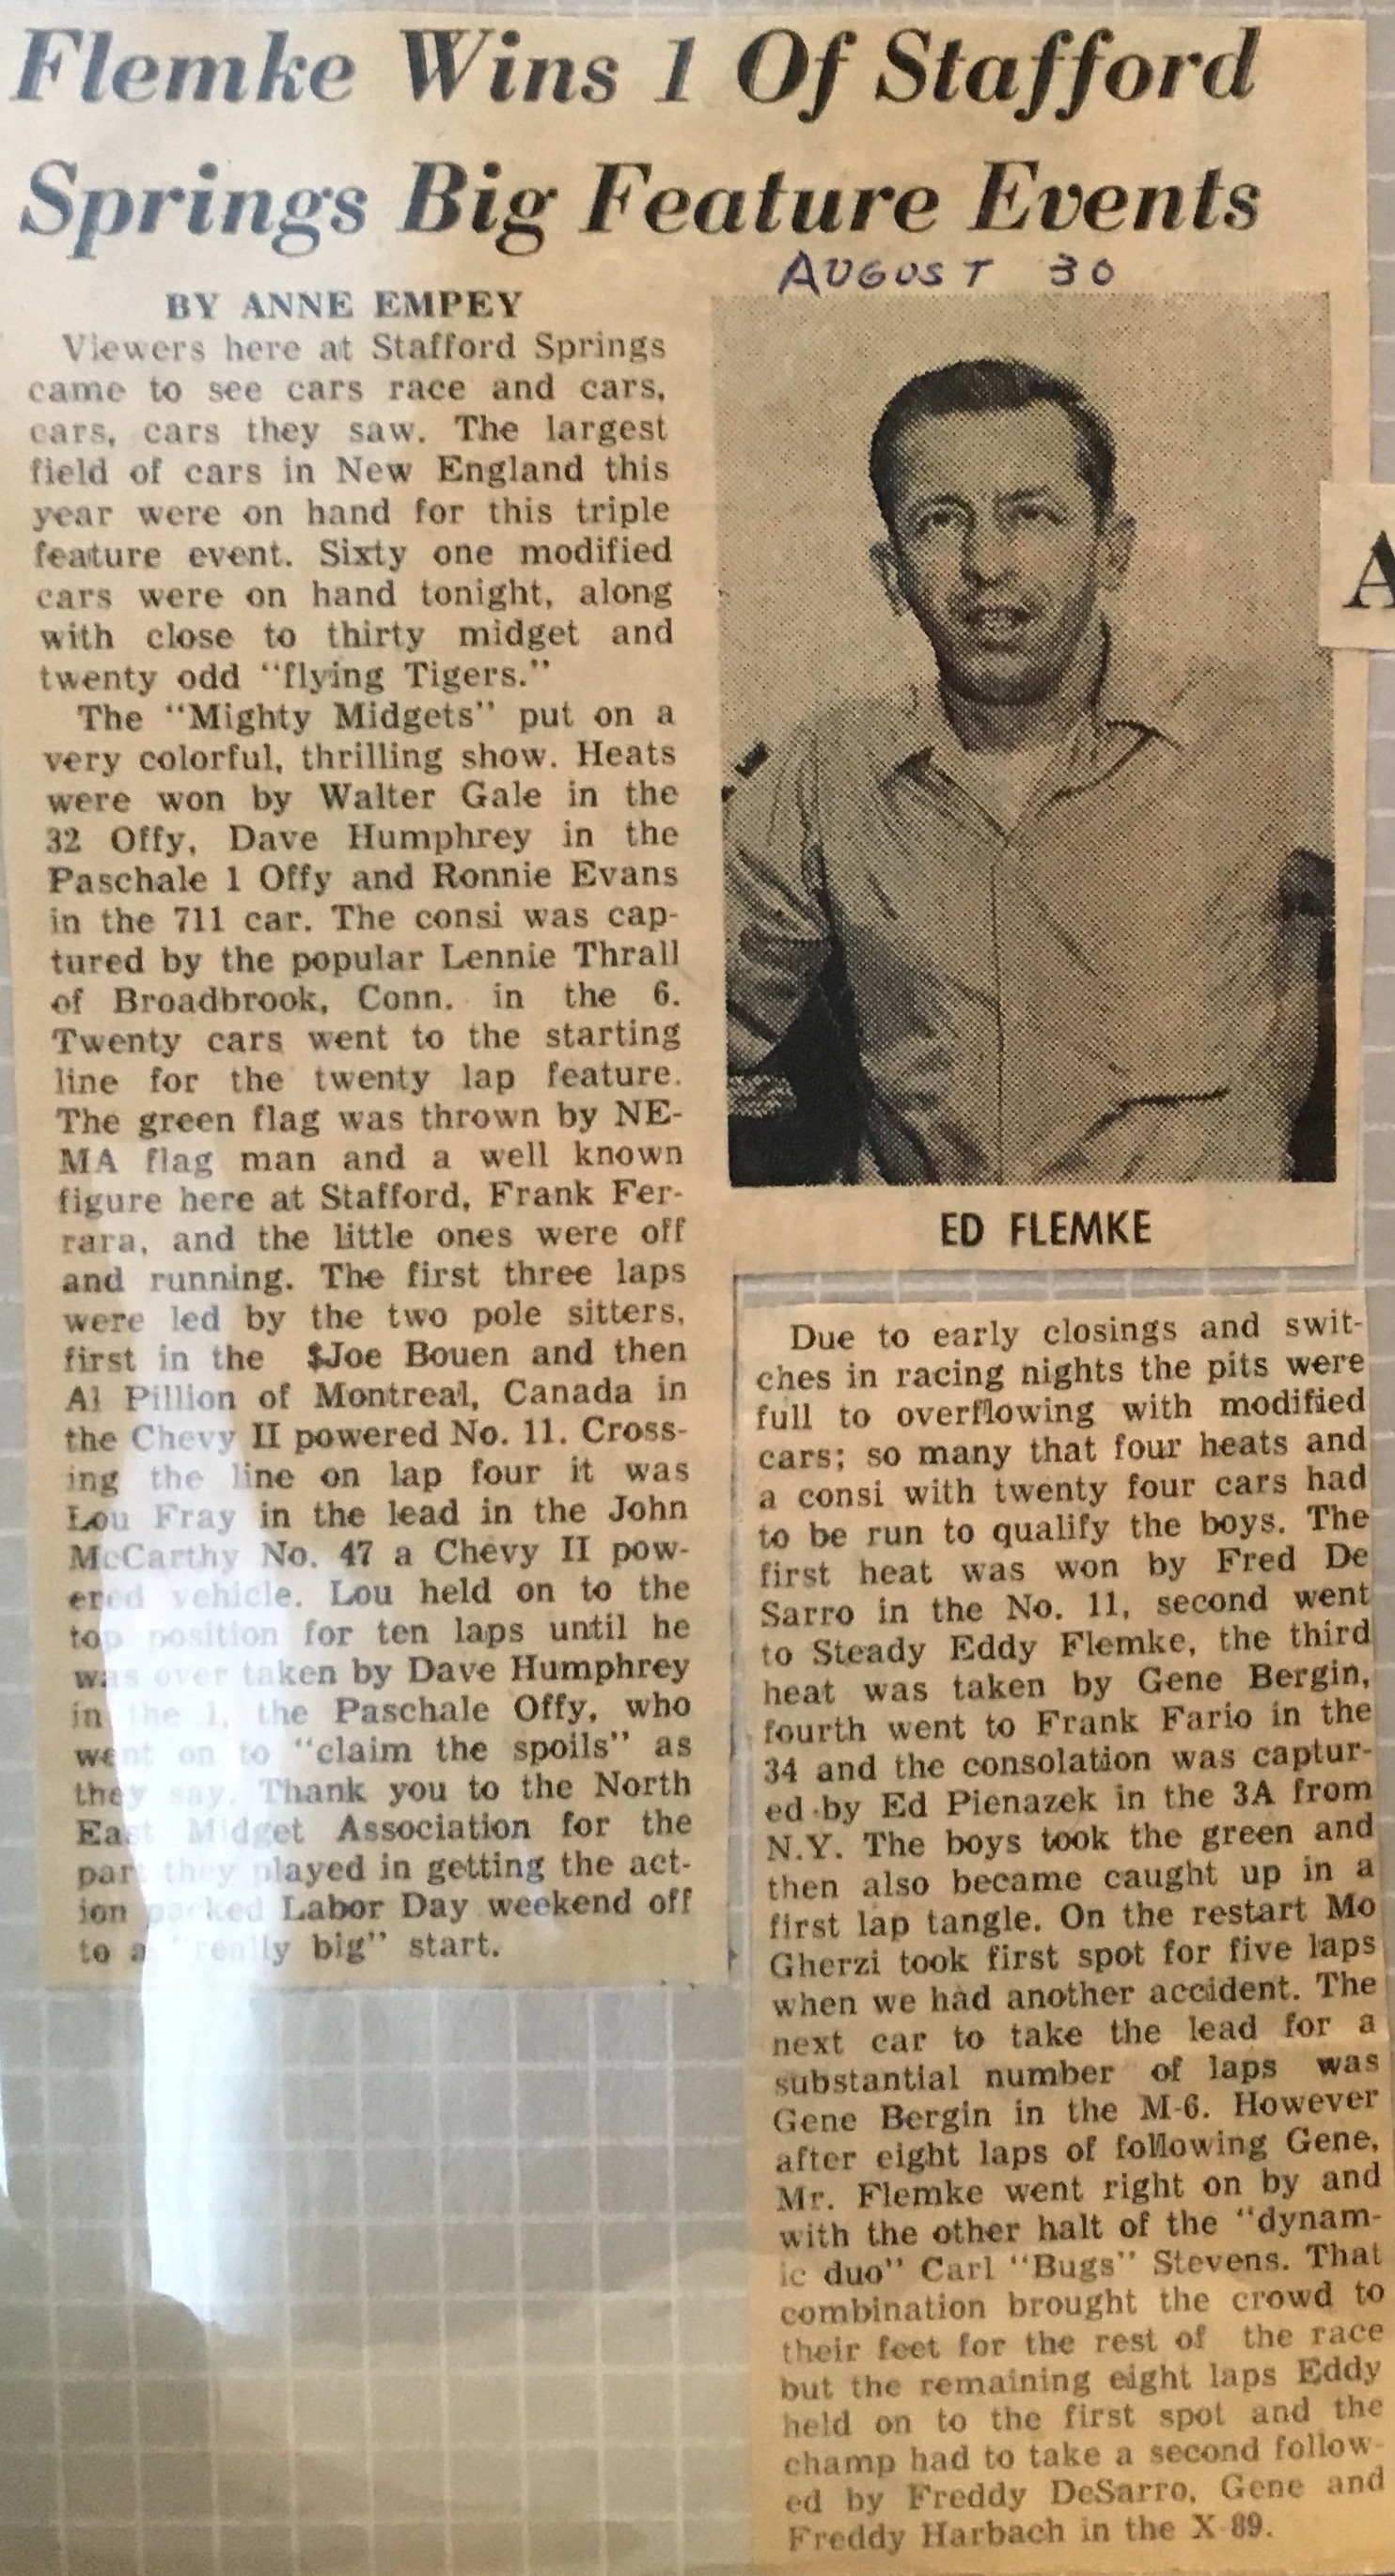 Flemke Wins 1 Of Stafford
Springs Big Feature Events
AUGUST 30
BY ANNE EMPEY
Viewers here at Stafford Springs
came to see cars race and cars,
cars, cars they saw. The largest
field of cars in New England this
year were on hand for this triple
feature event. Sixty one modified
cars were on hand tonight, along
with close to thirty midget and
twenty odd "flying Tigers."
The "Mighty Midgets" put on a
very colorful, thrilling show. Heats
were won by Walter Gale in the
32 Offy, Dave Humphrey in the
Paschale 1 Offy and Ronnie Evans
in the 711 car. The consi was cap-
tured by the popular Lennie Thrall
of Broadbrook, Conn. in the 6.
Twenty cars went to the starting
line for the twenty lap feature.
The green flag was thrown by NE-
MA flag man and a well known
figure here at Stafford, Frank Fer-
rara, and the little ones were off
and running. The first three laps
were led by the two pole sitters,
first in the $Joe Bouen and then
Al Pillion of Montreal, Canada in
the Chevy II powered No. 11. Cross-
ing the line on lap four it was
Lou Fray in the lead in the John
McCarthy No. 47 a Chevy II pow-
ered vehicle. Lou held on to the
top position for ten laps until he
was over taken by Dave Humphrey
in the 1, the Paschale Offy, who
went on to "claim the spoils" as
they say. Thank you to the North
East Midget Association for the
part they played in getting the act-
ion packed Labor Day weekend off
to a "really big" start.
A
ED FLEMKE
Due to early closings and swit-
ches in racing nights the pits were
full to overflowing with modified
cars; so many that four heats and
a consi with twenty four cars had
to be run to qualify the boys. The
first heat was won by Fred De
Sarro in the No. 11, second went
to Steady Eddy Flemke, the third
heat was taken by Gene Bergin,
fourth went to Frank Fario in the
34 and the consolation was captur-
ed by Ed Pienazek in the 3A from
N.Y. The boys took the green and
then also became caught up in a
first lap tangle. On the restart Mo
Gherzi took first spot for five laps
when we had another accident. The
next car to take the lead for a
substantial number of laps was
Gene Bergin in the M-6. However
after eight laps of following Gene,
Mr. Flemke went right on by and
with the other halt of the "dynam-
ic duo" Carl "Bugs" Stevens. That
combination brought the crowd to
their feet for the rest of the race
but the remaining eight laps Eddy
held on to the first spot and the
champ had to take a second follow-
ed by Freddy DeSarro, Gene and
Freddy Harbach in the X-89.